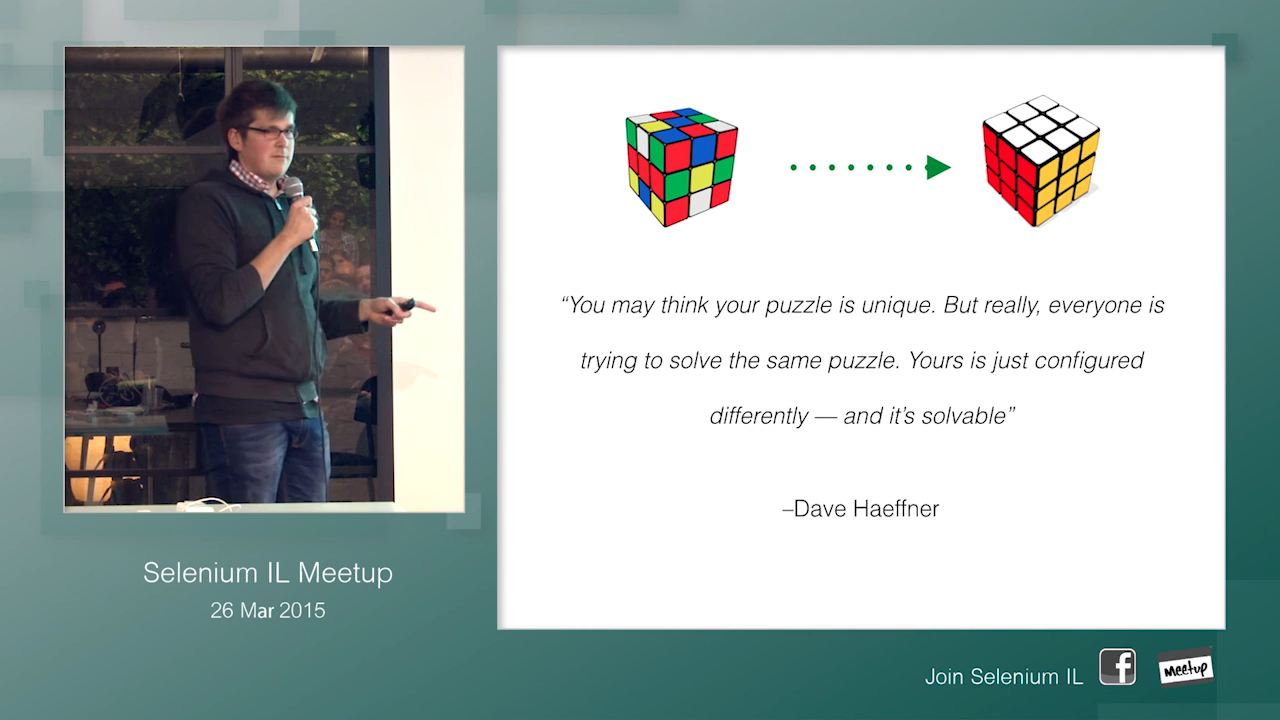 “You may think your puzzle is unique. But really, everyone is
trying to solve the same puzzle. Yours is just configured
differently — and it’s solvable”
–Dave Haeffner
Selenium IL Meetup
26 Mar 2015
Join Selenium IL
f
Meetup